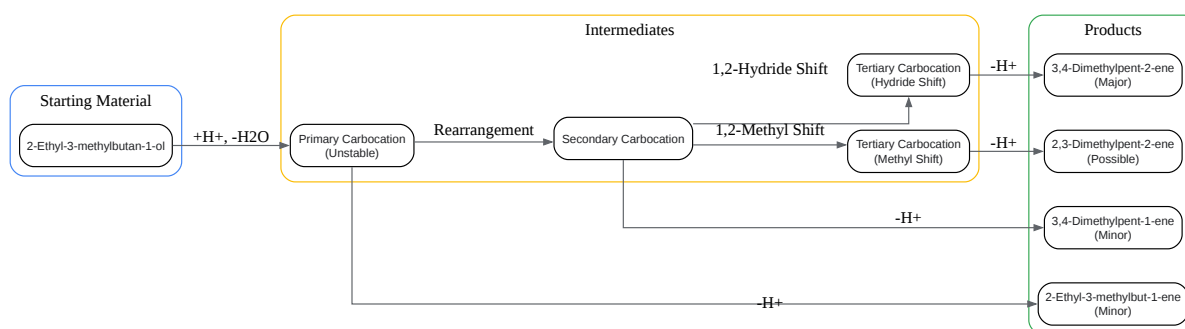 Intermediates
Products
Starting Material
2-Ethyl-3-methylbutan-1-ol
+H+, -H2O
Primary Carbocation
(Unstable)
Rearrangement
Secondary Carbocation
1,2-Hydride Shift
Tertiary Carbocation
(Hydride Shift)
-H+
3,4-Dimethylpent-2-ene
(Major)
1,2-Methyl Shift
Tertiary Carbocation
(Methyl Shift)
-H+
2,3-Dimethylpent-2-ene
(Possible)
-H+
3,4-Dimethylpent-1-ene
(Minor)
-H+
2-Ethyl-3-methylbut-1-ene
(Minor)